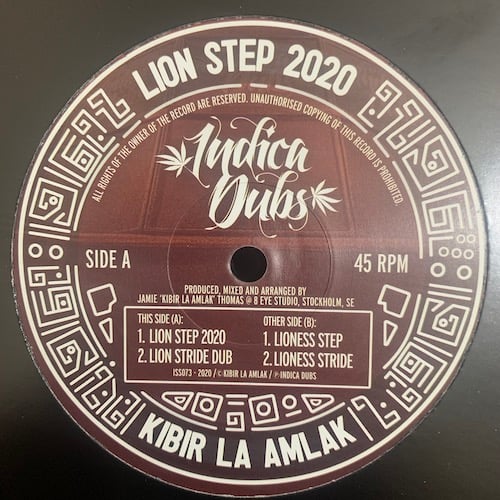 LION STEP 2020
ALL RIGHTS OF THE OWNER OF THE RECORD ARE RESERVED. UNAUTHORISED COPYING OF THIS RECORD IS PROHIBITED.
Indica
Dubs
SIDE A
45 RPM
PRODUCED, MIXED AND ARRANGED BY
JAMIE 'KIBIR LA AMLAK' THOMAS @ B EYE STUDIO, STOCKHOLM, SE
THIS SIDE (A):
1. LION STEP 2020
2. LION STRIDE DUB
OTHER SIDE (B):
1. LIONESS STEP
2. LIONESS STRIDE
ISS073 - 2020 / © KIBIR LA AMLAK / ℗ INDICA DUBS
KIBIR LA AMLAK